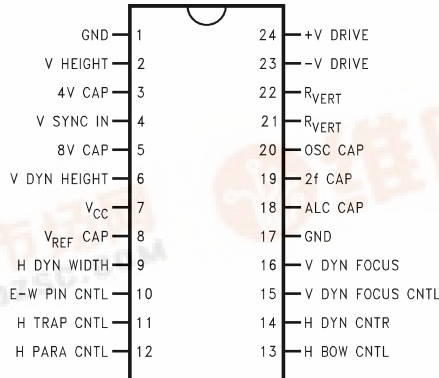 GND 1 24 +V DRIVE
V HEIGHT 2 23 -V DRIVE
4V CAP 3 22 RVERT
V SYNC IN 4 21 RVERT
8V CAP 5 20 OSC CAP
V DYN HEIGHT 6 19 2f CAP
VCC 7 18 ALC CAP
VREF CAP 8 17 GND
H DYN WIDTH 9 16 V DYN FOCUS
E-W PIN CNTL 10 15 V DYN FOCUS CNTL
H TRAP CNTL 11 14 H DYN CNTR
H PARA CNTL 12 13 H BOW CNTL